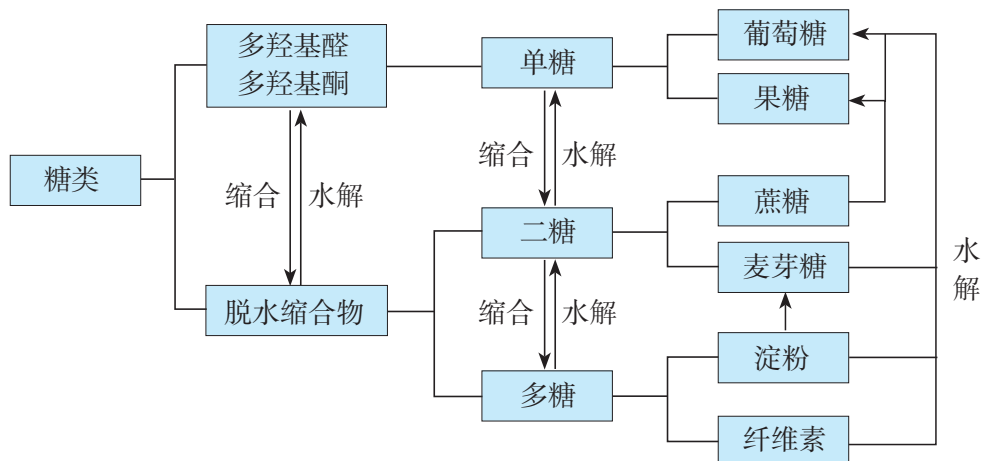 糖类
多羟基醛
多羟基酮
缩合
水解
脱水缩合物
单糖
缩合
水解
二糖
缩合
水解
多糖
葡萄糖
果糖
蔗糖
麦芽糖
淀粉
纤维素
水
解